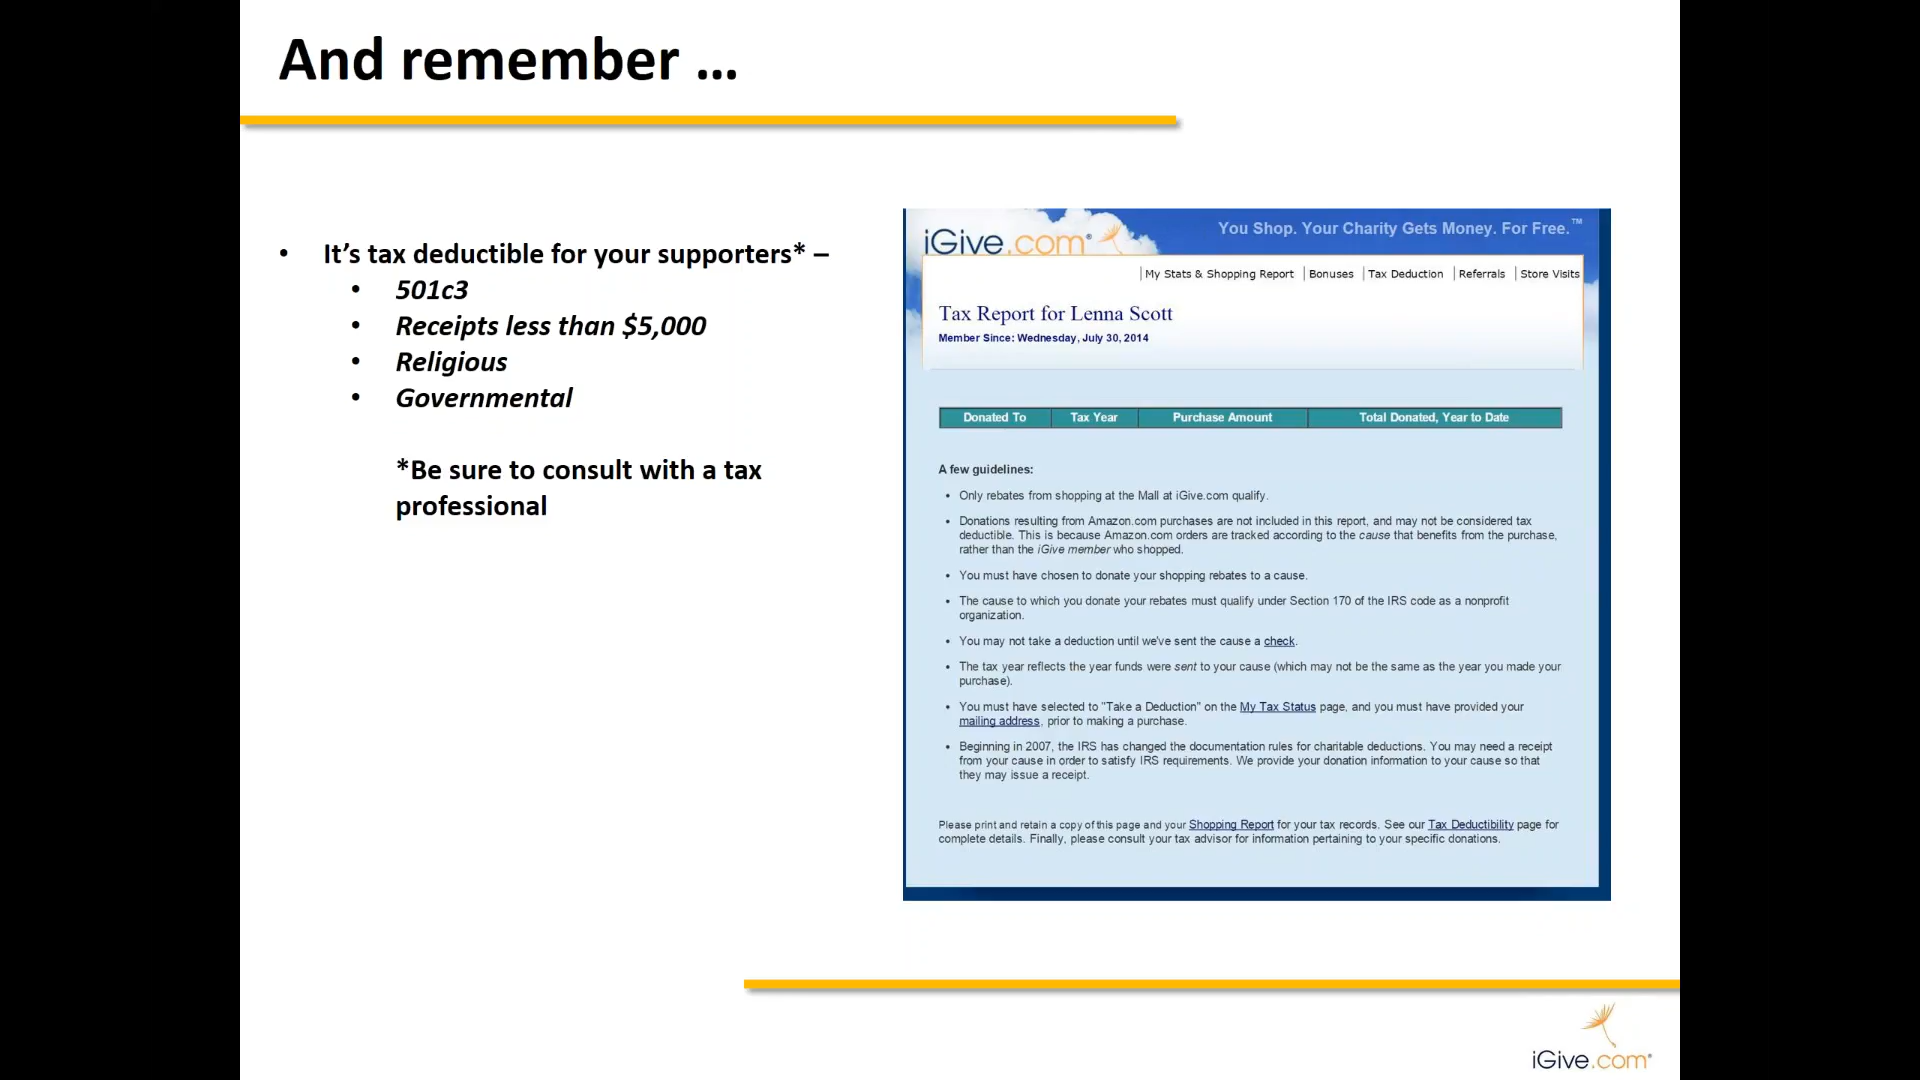 And remember ...
• It's tax deductible for your supporters* –
• 501c3
• Receipts less than $5,000
• Religious
• Governmental
*Be sure to consult with a tax
professional
iGive.com®
You Shop. Your Charity Gets Money. For Free.™
| My Stats & Shopping Report | Bonuses | Tax Deduction | Referrals | Store Visits
Tax Report for Lenna Scott
Member Since: Wednesday, July 30, 2014
Donated To Tax Year Purchase Amount Total Donated, Year to Date
A few guidelines:
• Only rebates from shopping at the Mall at iGive.com qualify.
• Donations resulting from Amazon.com purchases are not included in this report, and may not be considered tax
deductible. This is because Amazon.com orders are tracked according to the cause that benefits from the purchase,
rather than the iGive member who shopped.
• You must have chosen to donate your shopping rebates to a cause.
• The cause to which you donate your rebates must qualify under Section 170 of the IRS code as a nonprofit
organization.
• You may not take a deduction until we've sent the cause a check.
• The tax year reflects the year funds were sent to your cause (which may not be the same as the year you made your
purchase).
• You must have selected to "Take a Deduction" on the My Tax Status page, and you must have provided your
mailing address, prior to making a purchase.
• Beginning in 2007, the IRS has changed the documentation rules for charitable deductions. You may need a receipt
from your cause in order to satisfy IRS requirements. We provide your donation information to your cause so that
they may issue a receipt.
Please print and retain a copy of this page and your Shopping Report for your tax records. See our Tax Deductibility page for
complete details. Finally, please consult your tax advisor for information pertaining to your specific donations.
iGive.com®